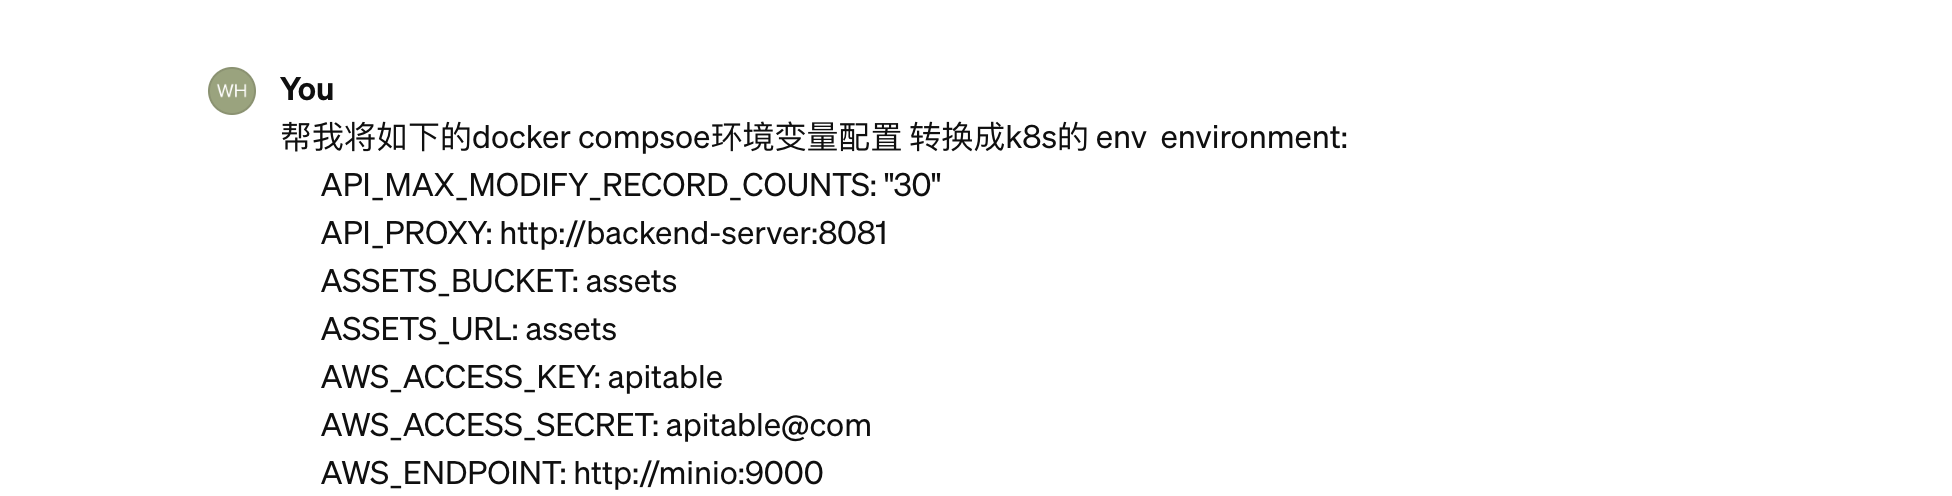 WH
You
帮我将如下的docker compsoe环境变量配置 转换成k8s的 env  environment:
API_MAX_MODIFY_RECORD_COUNTS: "30"
API_PROXY: http://backend-server:8081
ASSETS_BUCKET: assets
ASSETS_URL: assets
AWS_ACCESS_KEY: apitable
AWS_ACCESS_SECRET: apitable@com
AWS_ENDPOINT: http://minio:9000